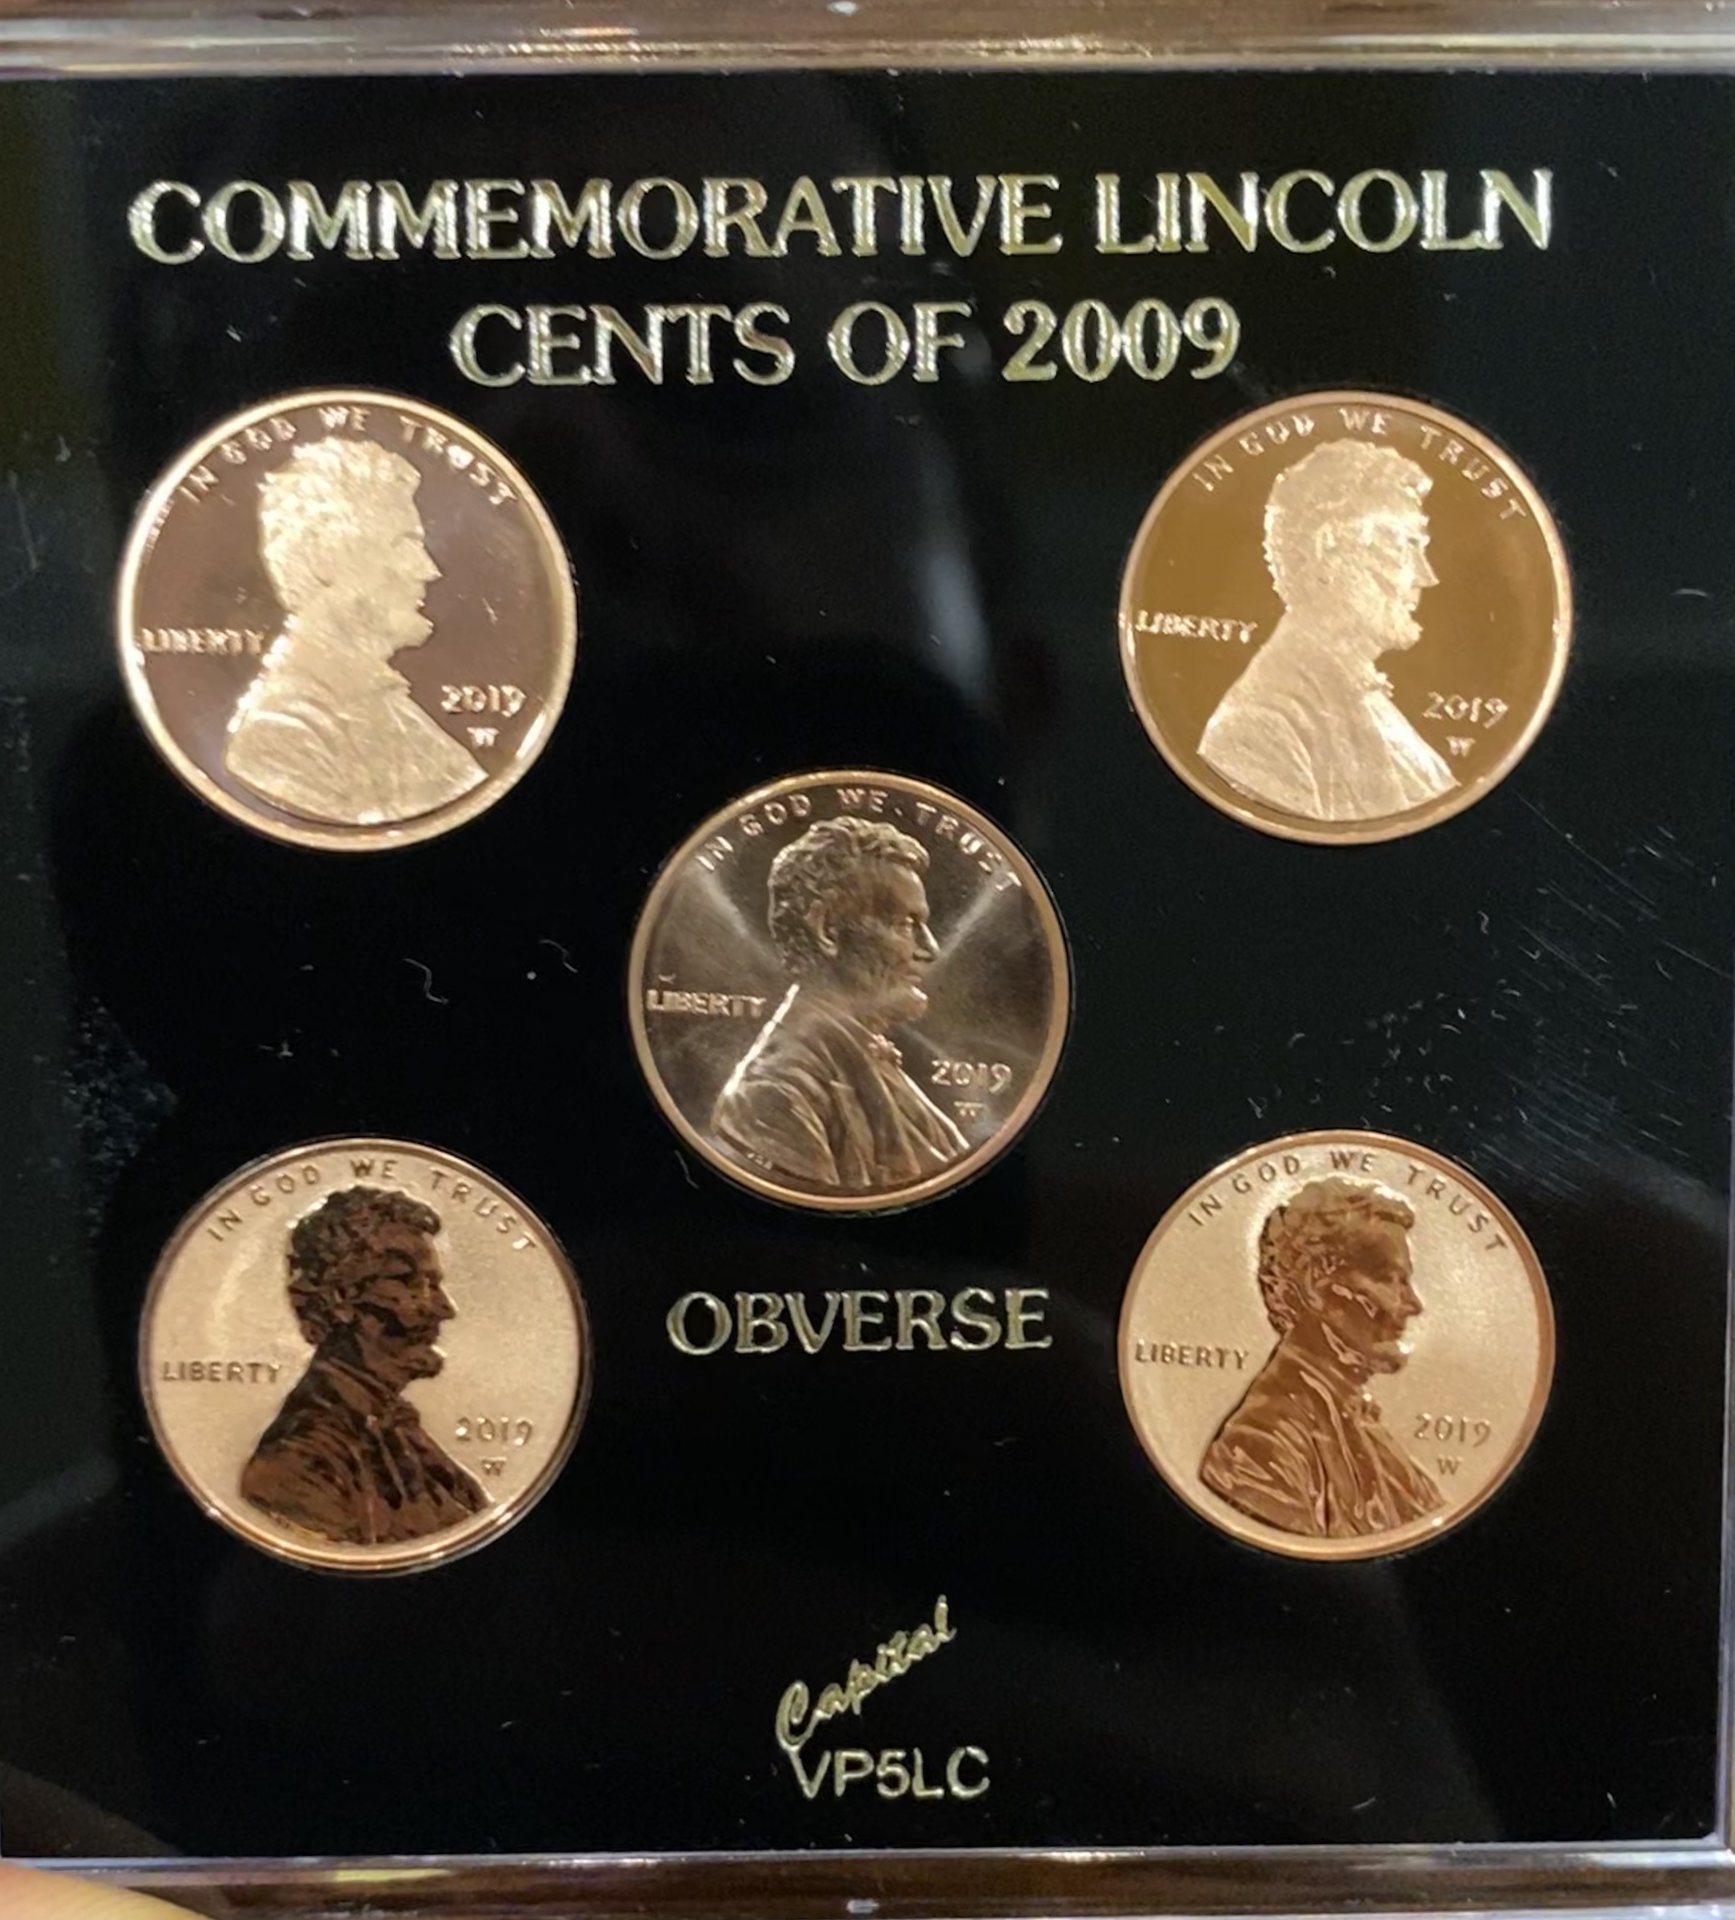 COMMEMORATIVE LINCOLN
CENTS OF 2009
IN GOD WE TRUST
LIBERTY
2019
W
IN GOD WE TRUST
LIBERTY
2019
W
IN GOD WE TRUST
LIBERTY
2019
W
IN GOD WE TRUST
LIBERTY
2019
W
OBVERSE
IN GOD WE TRUST
LIBERTY
2019
W
Capital
VP5LC